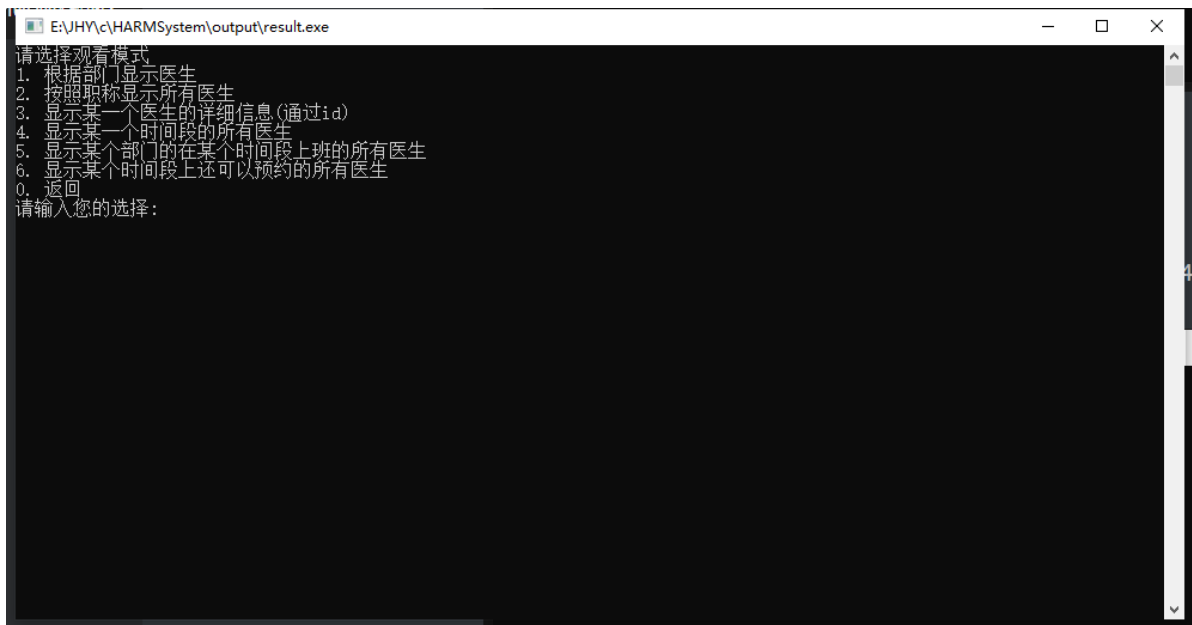 E:\JHY\c\HARMSystem\output\result.exe
请选择观看模式
1. 根据部门显示医生
2. 按照职称显示所有医生
3. 显示某一个医生的详细信息(通过id)
4. 显示某一个时间段的所有医生
5. 显示某个部门的在某个时间段上班的所有医生
6. 显示某个时间段上还可以预约的所有医生
0. 返回
请输入您的选择:
4